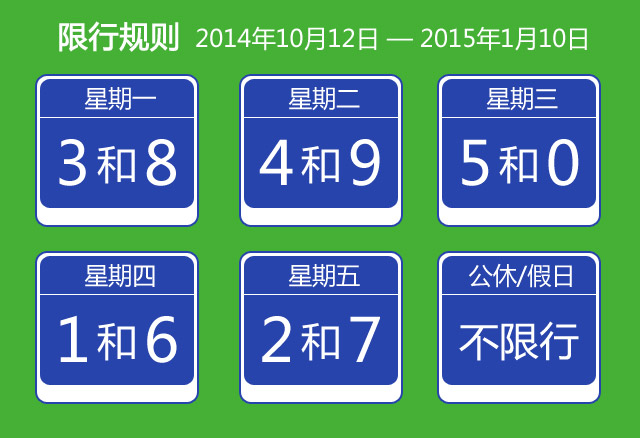 限行规则 2014年10月12日 — 2015年1月10日
星期一 星期二 星期三
3和8 4和9 5和0
星期四 星期五 公休/假日
1和6 2和7 不限行